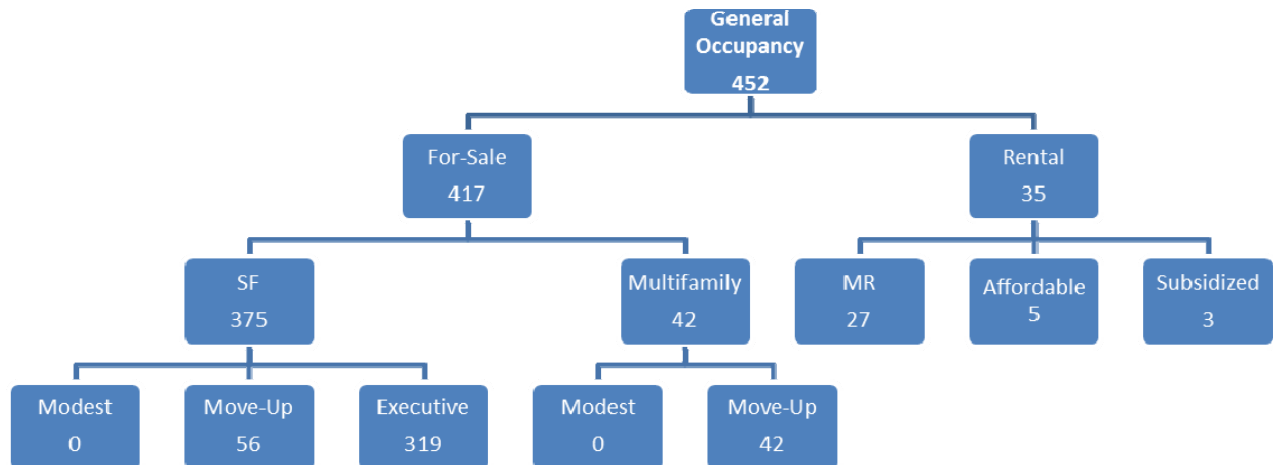 General
Occupancy
452
For-Sale
417
Rental
35
SF
375
Multifamily
42
MR
27
Affordable
5
Subsidized
3
Modest
0
Move-Up
56
Executive
319
Modest
0
Move-Up
42